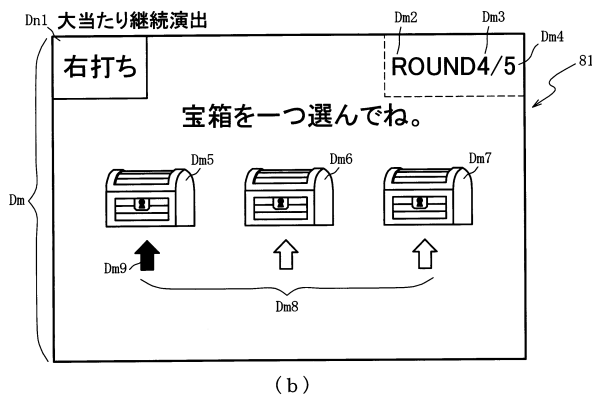 Dn1 大当たり継続演出
Dm2 Dm3
Dm4
右打ち
ROUND4/5
81
宝箱を一つ選んでね。
Dm5 Dm6 Dm7
Dm
Dm9
Dm8
(b)